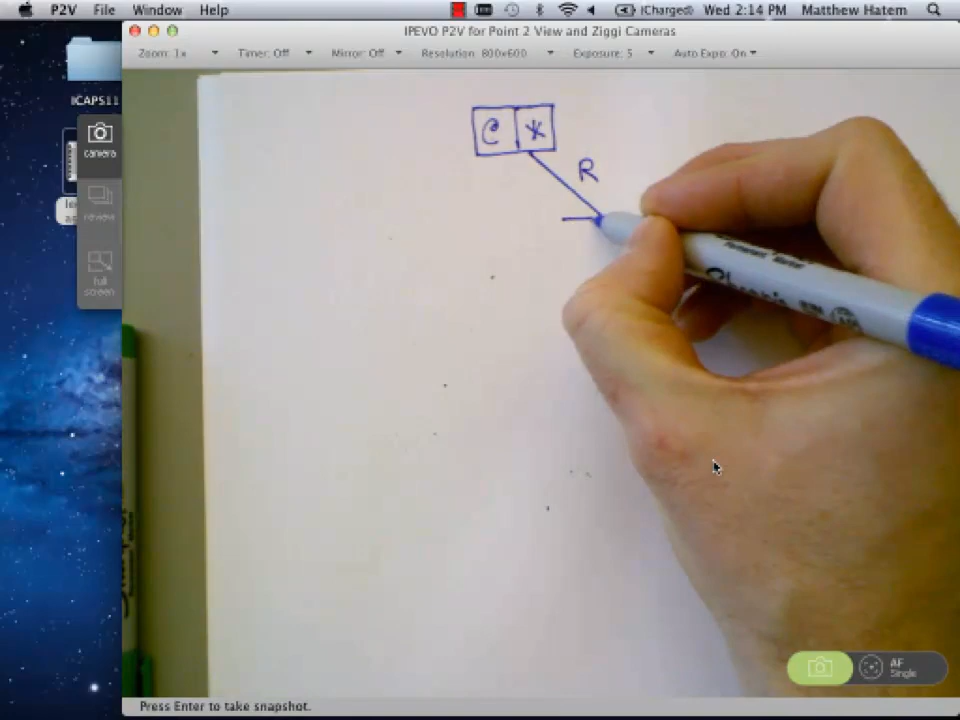 P2V File Window Help (Charged) Wed 2:14 PM Matthew Hatem
IPEVO P2V for Point 2 View and Ziggi Cameras
Zoom: 1x Timer: Off Mirror: Off Resolution: 800x600 Exposure: 5 Auto Expo: On
ICAPS11
camera
review
full
screen
C *
R
AF
Single
Press Enter to take snapshot.